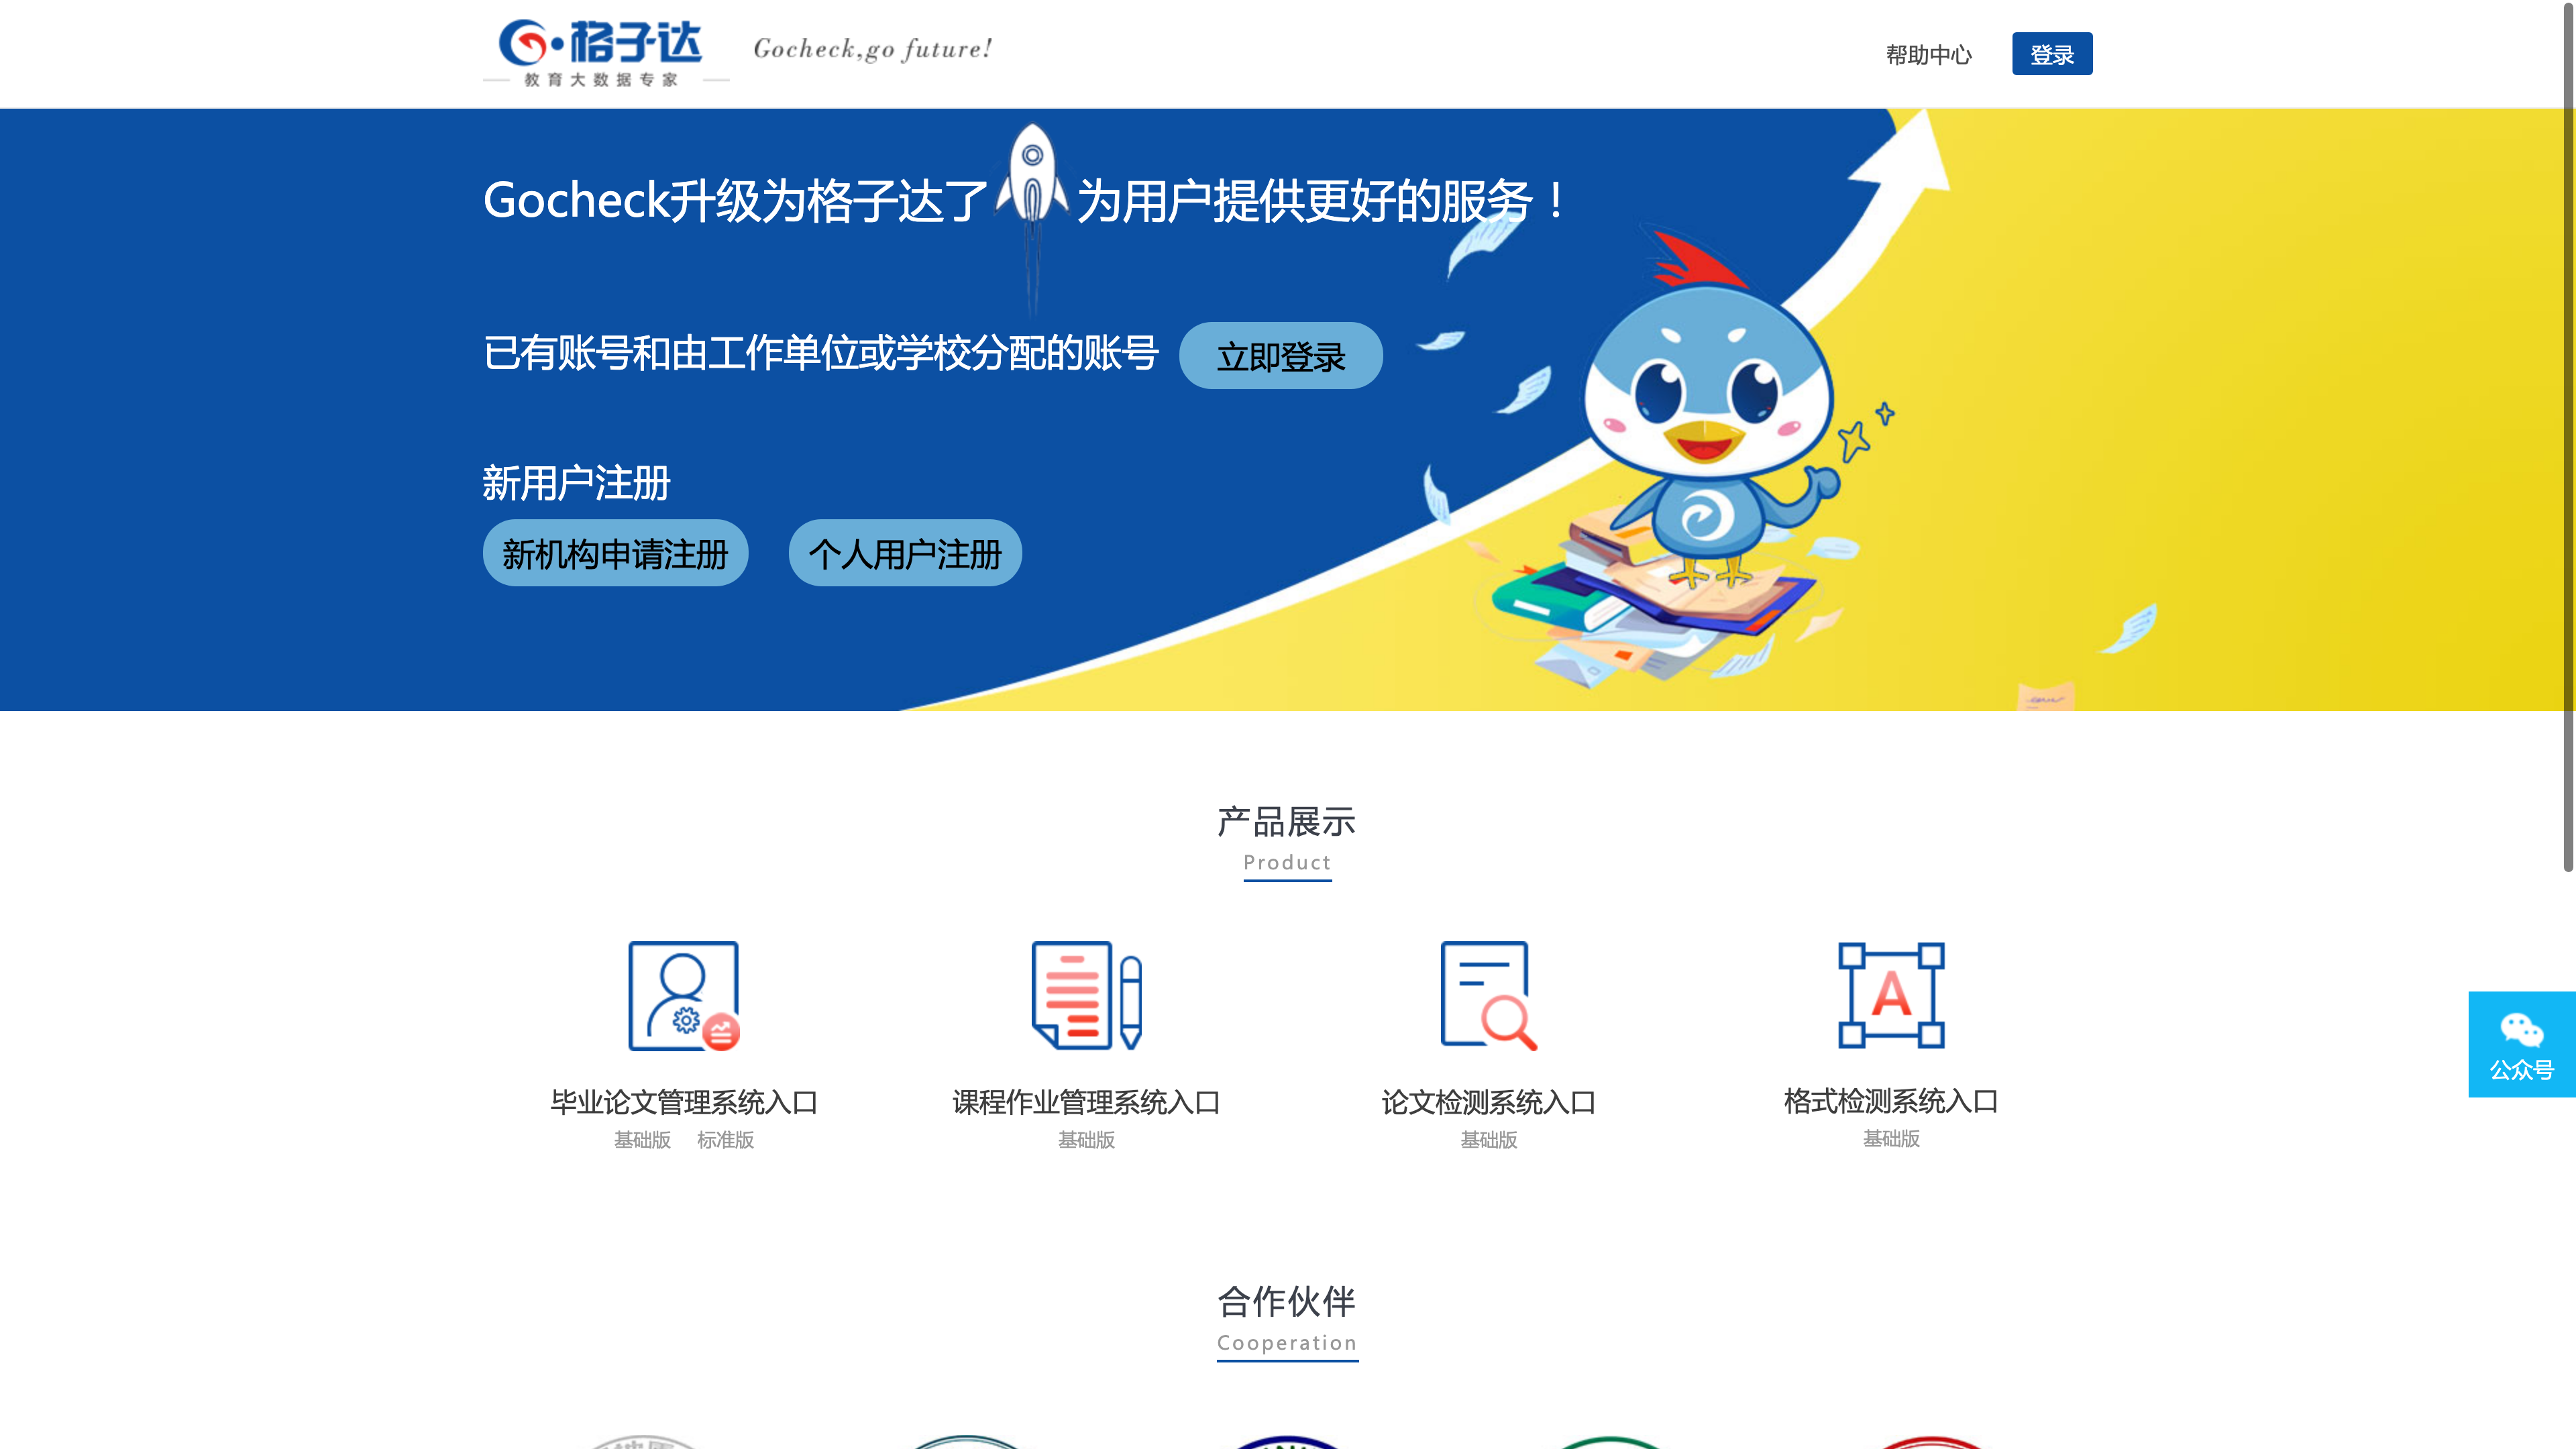 格子达
教育大数据专家
Gocheck,go future!
帮助中心
登录
Gocheck升级为格子达了 为用户提供更好的服务！
已有账号和由工作单位或学校分配的账号 立即登录
新用户注册
新机构申请注册 个人用户注册
产品展示
Product
毕业论文管理系统入口
基础版 标准版
课程作业管理系统入口
基础版
论文检测系统入口
基础版
A
格式检测系统入口
基础版
公众号
合作伙伴
Cooperation